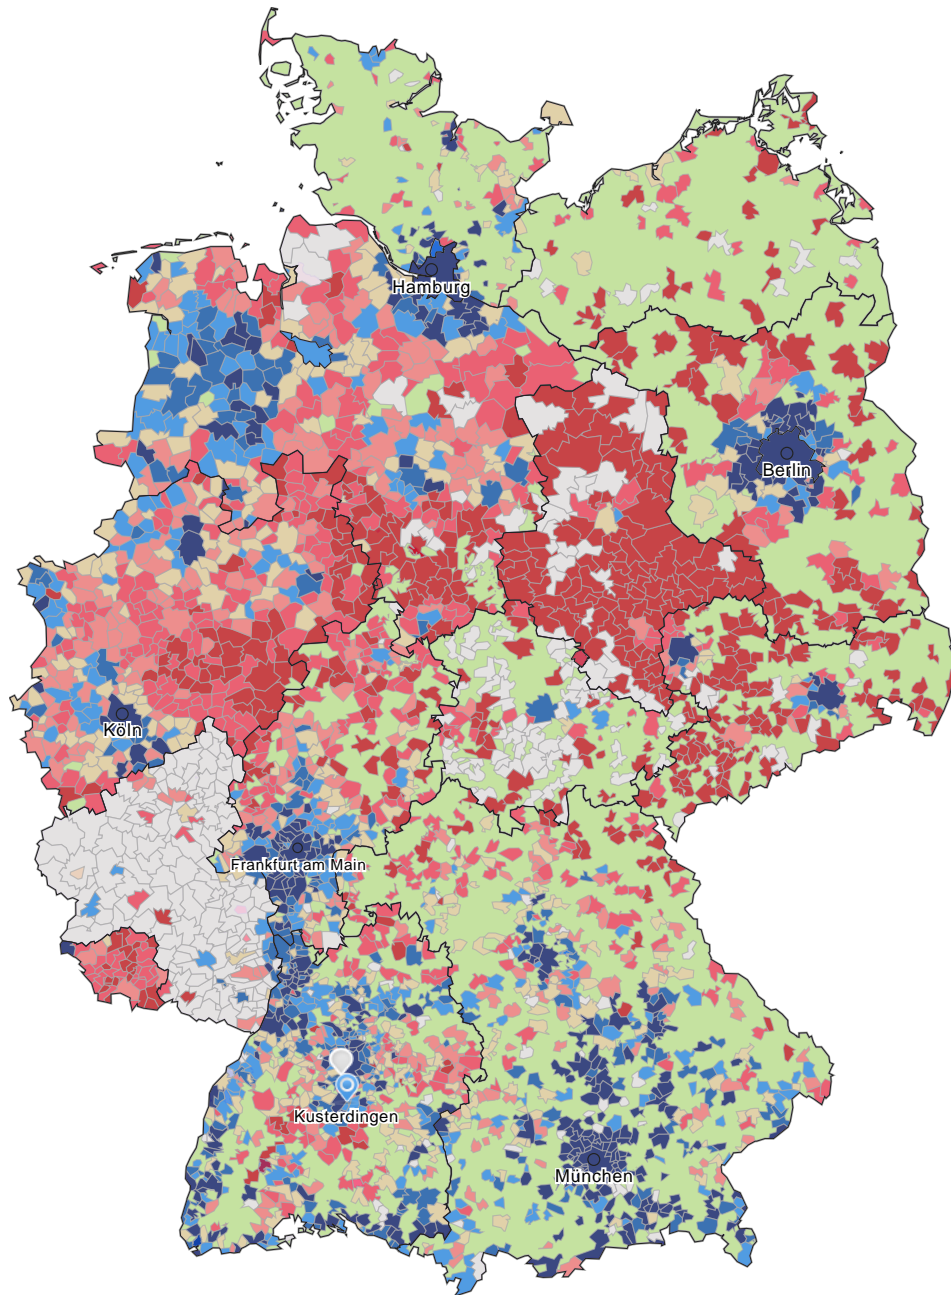 Hamburg
Berlin
Köln
Frankfurt am Main
Kusterdingen
München